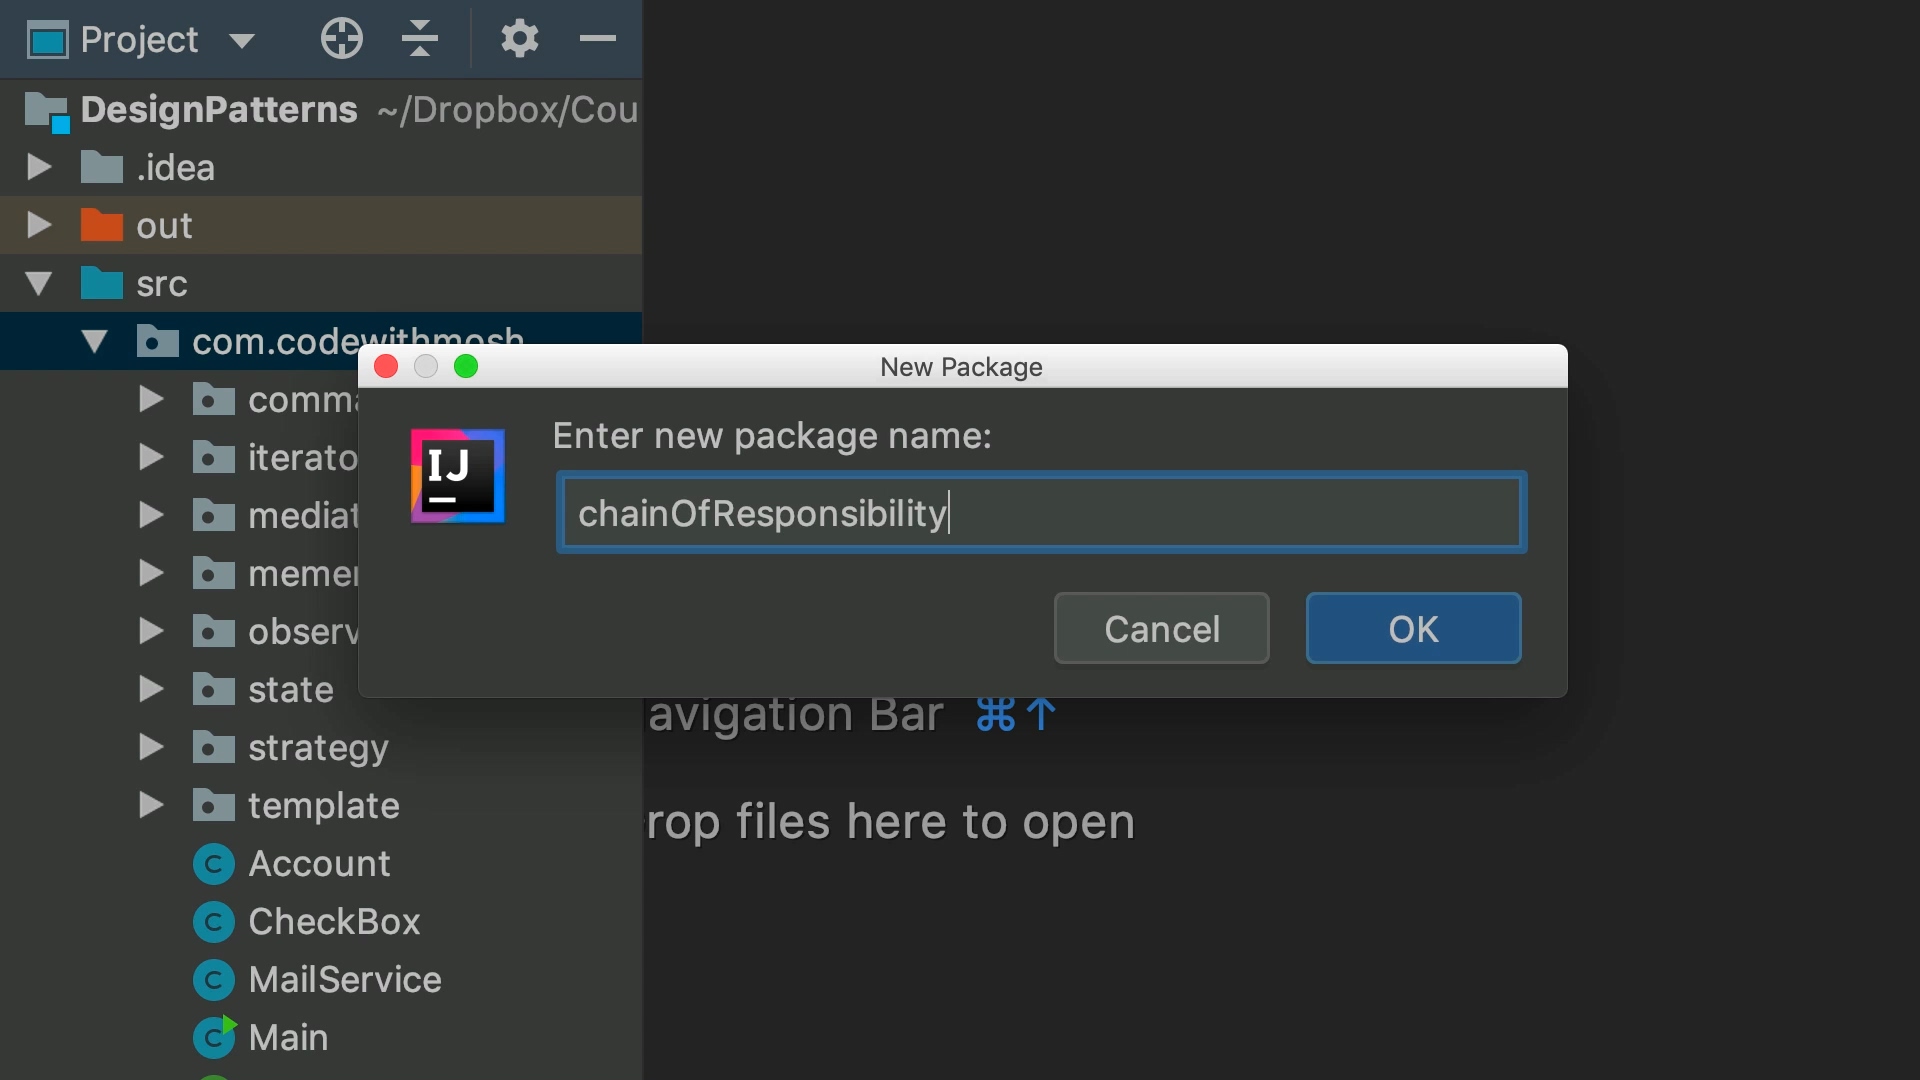 Project
DesignPatterns ~/Dropbox/Cou
.idea
out
src
com.codewithmosh
New Package
Enter new package name:
IJ
chainOfResponsibility
Cancel
OK
comma
iterato
mediat
observ
state
strategy
template
Account
CheckBox
MailService
Main
avigation Bar ⌘↑
rop files here to open